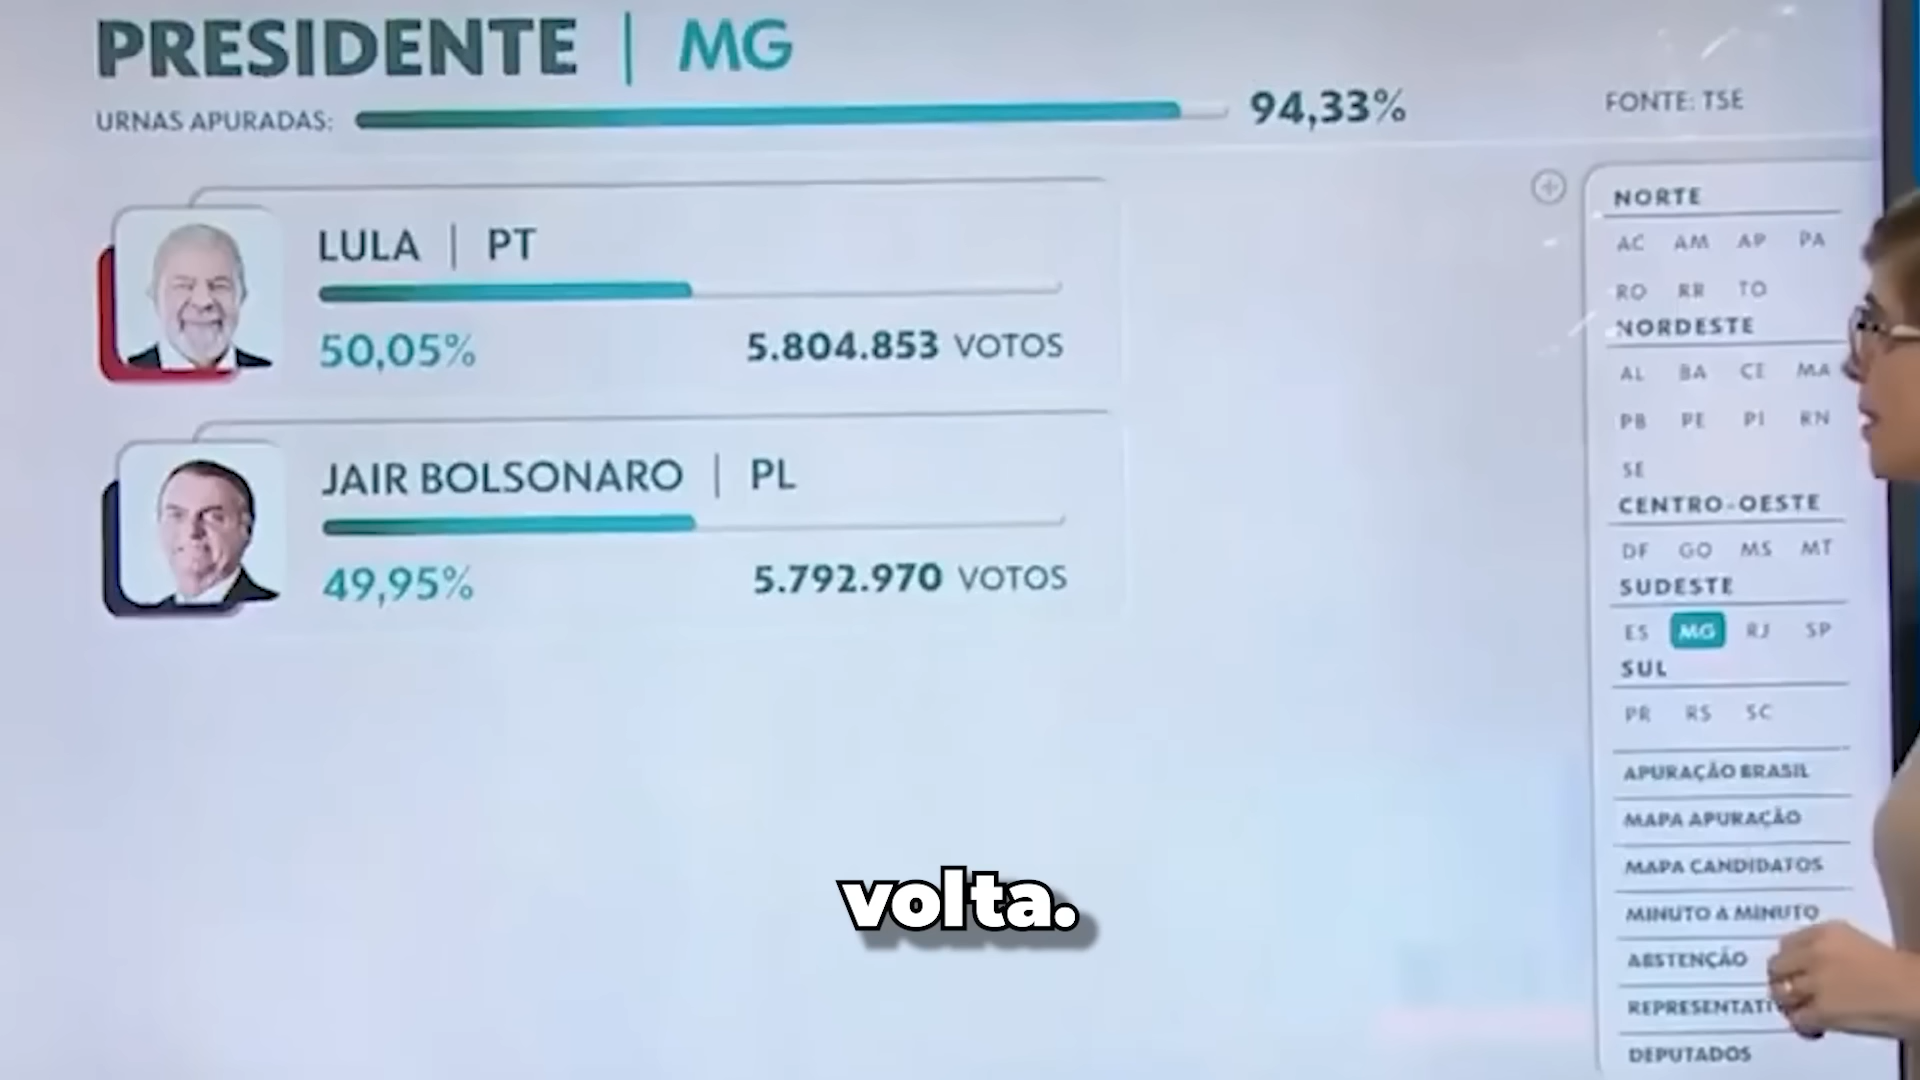 PRESIDENTE | MG
URNAS APURADAS: 94,33%
FONTE: TSE
LULA | PT
50,05% 5.804.853 VOTOS
JAIR BOLSONARO | PL
49,95% 5.792.970 VOTOS
NORTE
AC AM AP PA
RO RR TO
NORDESTE
AL BA CE MA
PB PE PI RN
SE
CENTRO-OESTE
DF GO MS MT
SUDESTE
ES MG RJ SP
SUL
PR RS SC
APURAÇÃO BRASIL
MAPA APURAÇÃO
MAPA CANDIDATOS
MINUTO A MINUTO
ABSTENÇÃO
DEPUTADOS
volta.